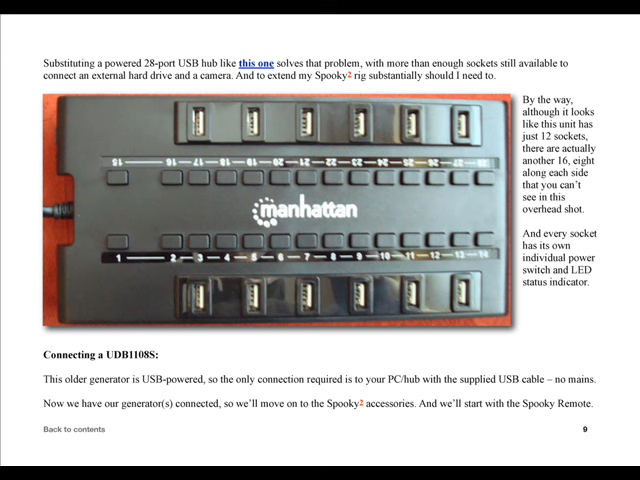 Substituting a powered 28-port USB hub like this one solves that problem, with more than enough sockets still available to
connect an external hard drive and a camera. And to extend my Spooky2 rig substantially should I need to.
By the way,
although it looks
like this unit has
just 12 sockets,
there are actually
another 16, eight
along each side
that you can't
see in this
overhead shot.
And every socket
has its own
individual power
switch and LED
status indicator.
15 16 17 18 19 20 21 22 23 24 25 26 27 28
manhattan
1 2 3 4 5 6 7 8 9 10 11 12 13 14
Connecting a UDB1108S:
This older generator is USB-powered, so the only connection required is to your PC/hub with the supplied USB cable – no mains.
Now we have our generator(s) connected, so we'll move on to the Spooky2 accessories. And we'll start with the Spooky Remote.
Back to contents
9